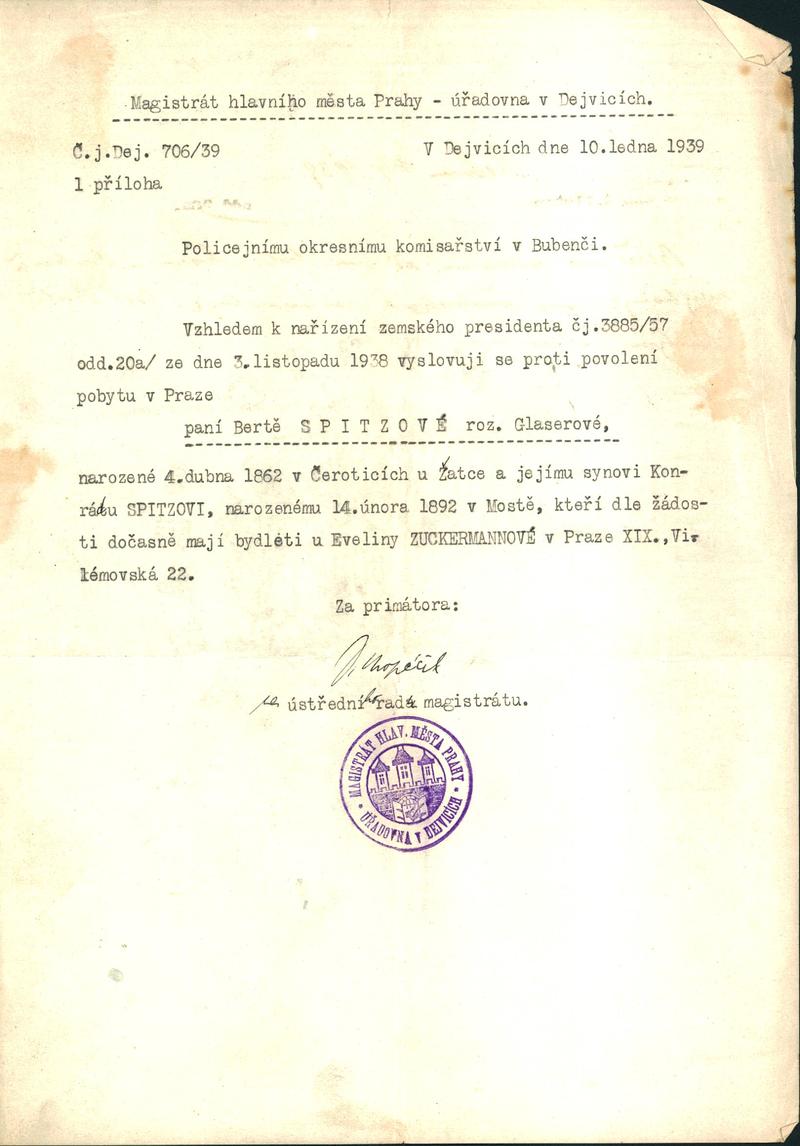 Magistrát hlavního města Prahy - úřadovna v Dejvicích.
Č.j.Dej. 706/39
V Dejvicích dne 10.ledna 1939
1 příloha
Policejnímu okresnímu komisařství v Bubenči.
Vzhledem k nařízení zemského presidenta čj.3885/57
odd.20a/ ze dne 3.listopadu 1938 vyslovuji se proti povolení
pobytu v Praze
paní Bertě S P I T Z O V É roz. Glaserové,
narozené 4.dubna 1862 v Čeroticích u Žatce a jejímu synovi Kon-
rádu SPITZOVI, narozenému 14.února 1892 v Mostě, kteří dle žádos-
ti dočasně mají bydleti u Eveliny ZUCKERMANNOVÉ v Praze XIX.,Vi-
lémovská 22.
Za primátora:
ústředního rady magistrátu.
MAGISTRÁT HLAV. MĚSTA PRAHY
ÚŘADOVNA V DEJVICÍCH